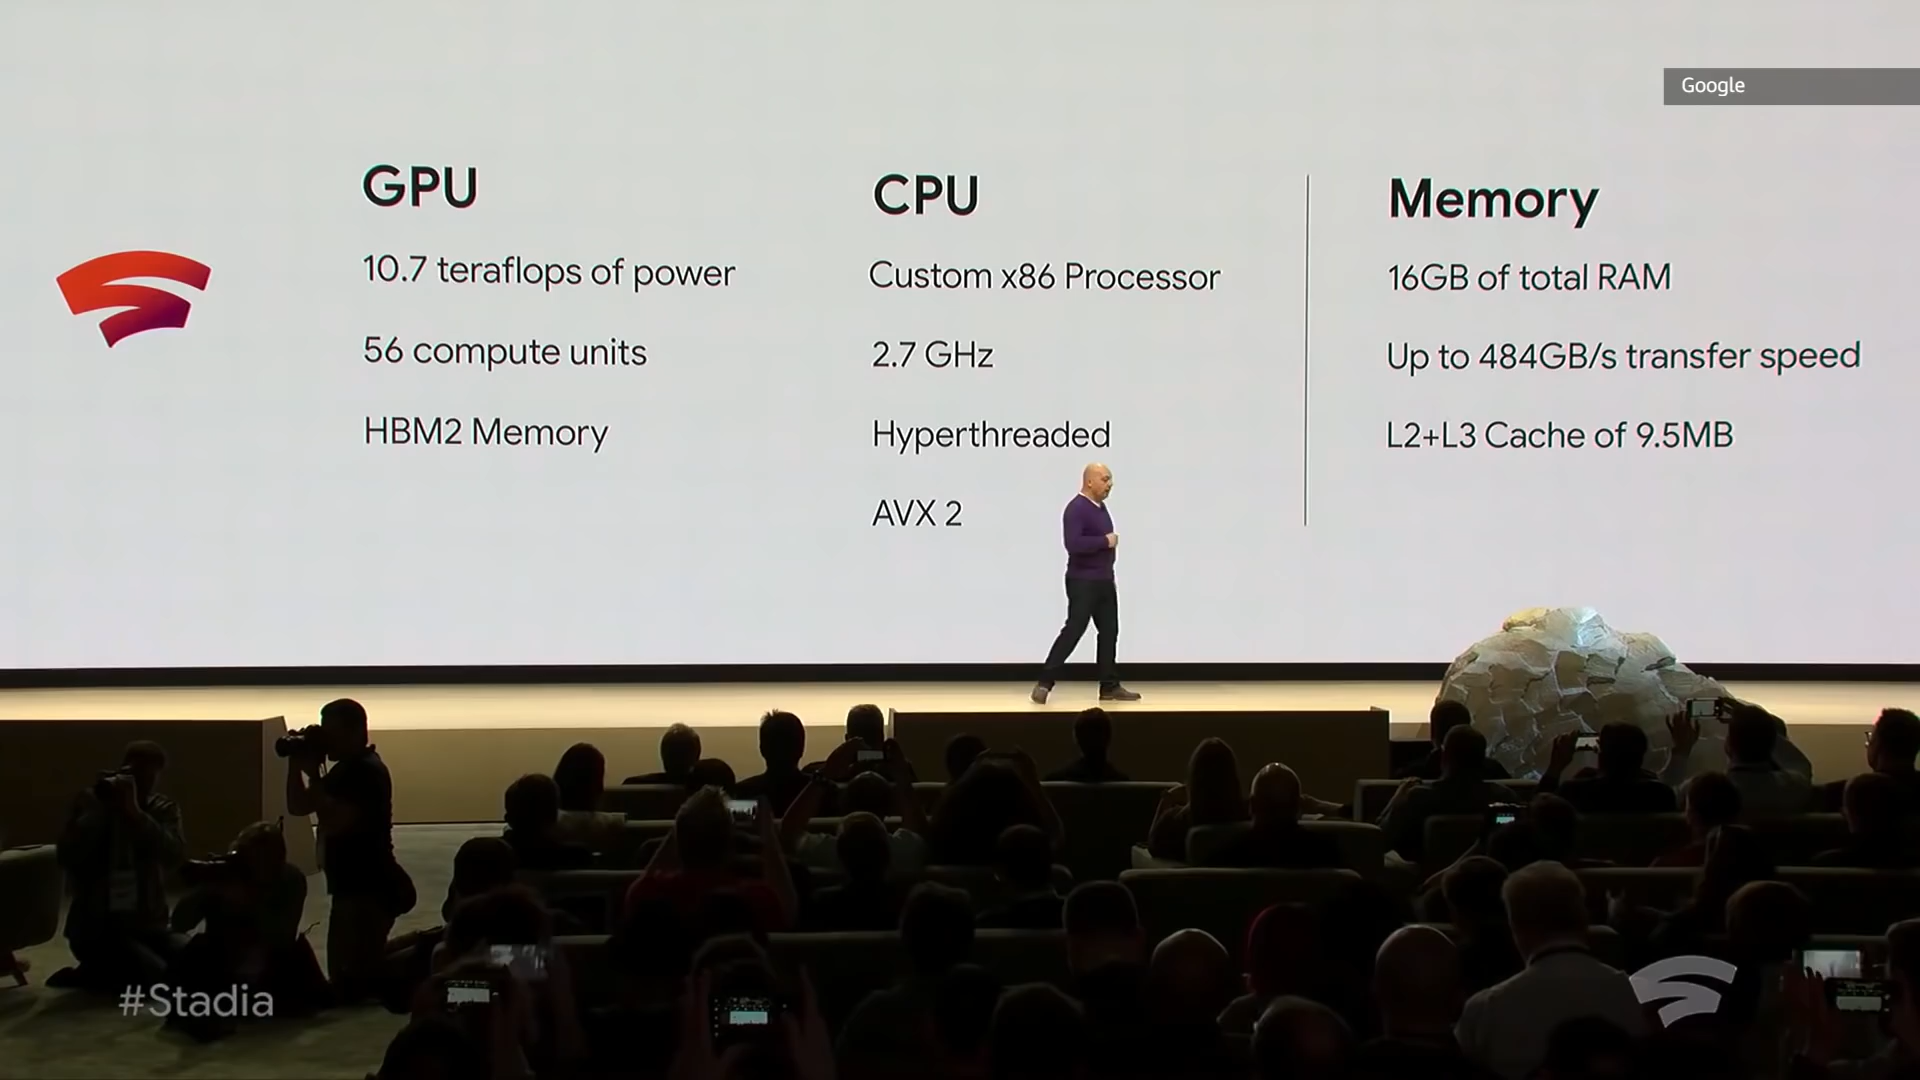 Google
GPU
10.7 teraflops of power
56 compute units
HBM2 Memory
CPU
Custom x86 Processor
2.7 GHz
Hyperthreaded
AVX 2
Memory
16GB of total RAM
Up to 484GB/s transfer speed
L2+L3 Cache of 9.5MB
#Stadia